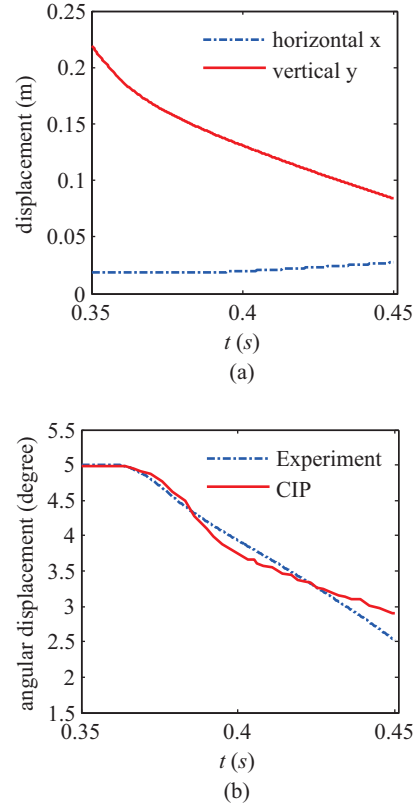 0.25
0.2
0.15
0.1
0.05
0
displacement (m)
horizontal x
vertical y
0.35
0.4
0.45
t (s)
(a)
5.5
5
4.5
4
3.5
3
2.5
2
1.5
angular displacement (degree)
Experiment
CIP
0.35
0.4
0.45
t (s)
(b)